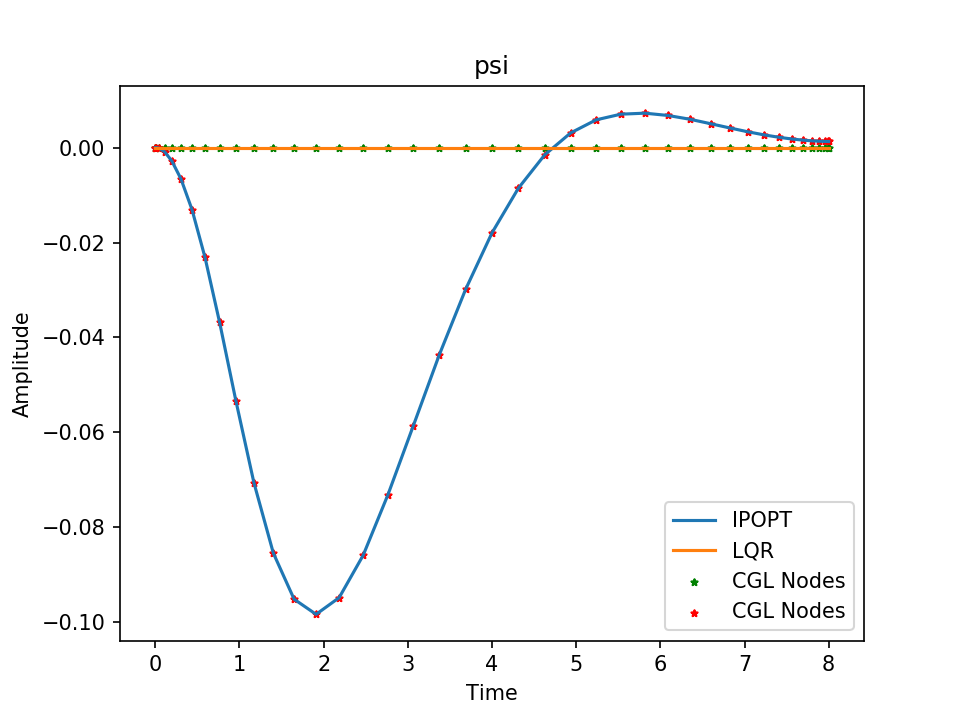 psi
0.00
−0.02
−0.04
−0.06
−0.08
−0.10
Amplitude
0 1 2 3 4 5 6 7 8
Time
IPOPT
LQR
CGL Nodes
CGL Nodes